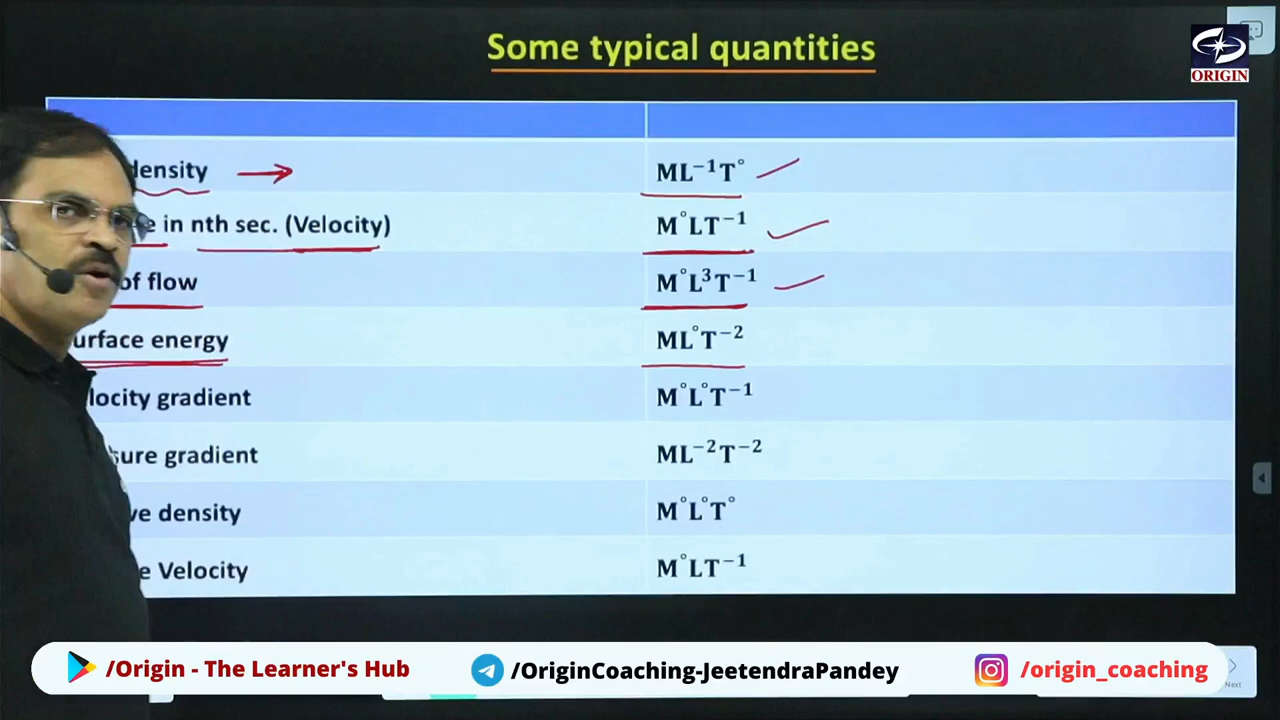 Some typical quantities
ORIGIN
density ML⁻¹T°
in nth sec. (Velocity) M°LT⁻¹
of flow M°L³T⁻¹
urface energy ML°T⁻²
locity gradient M°L°T⁻¹
sure gradient ML⁻²T⁻²
ve density M°L°T°
e Velocity M°LT⁻¹
/Origin - The Learner's Hub /OriginCoaching-JeetendraPandey /origin_coaching
Next